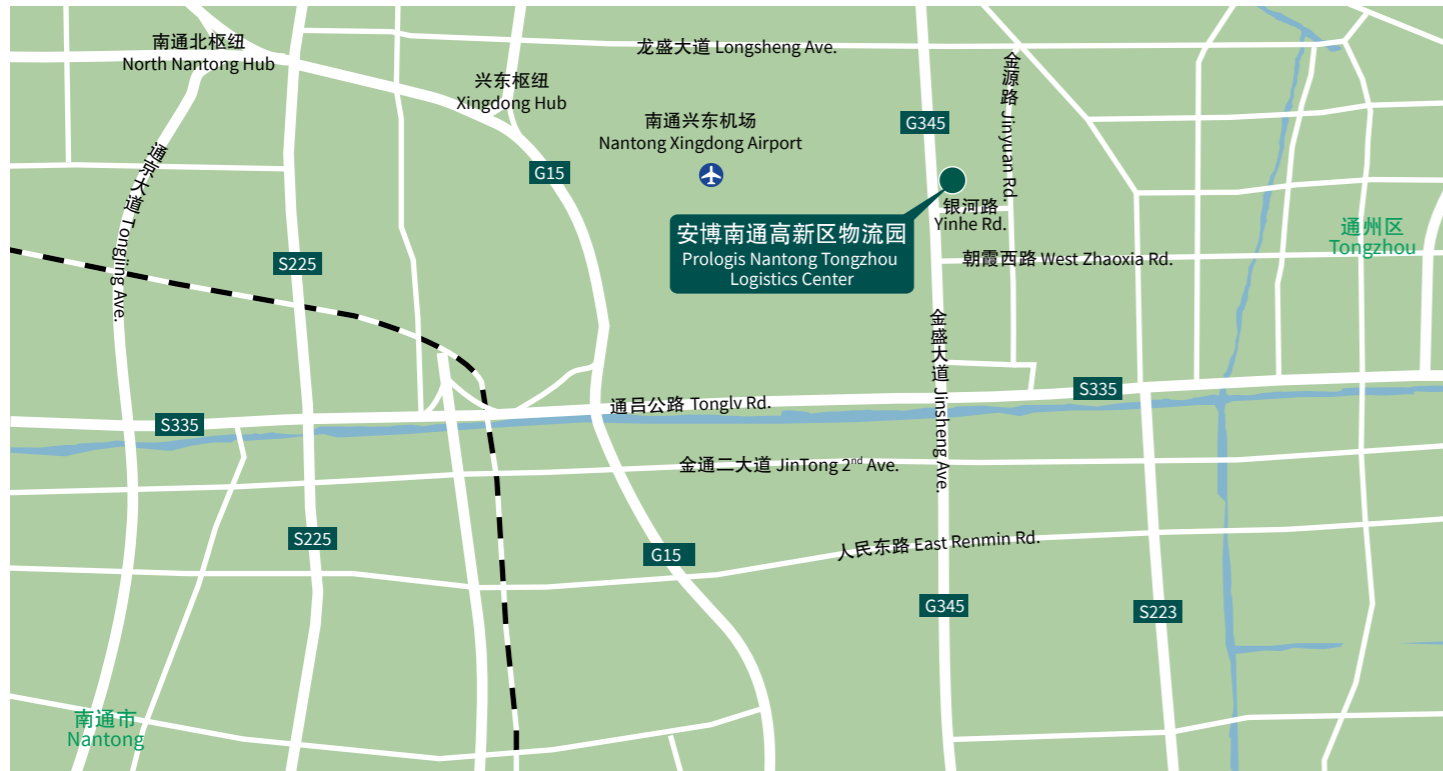 南通北枢纽
North Nantong Hub
龙盛大道 Longsheng Ave.
兴东枢纽
Xingdong Hub
金源路 Jinyuan Rd.
南通兴东机场
Nantong Xingdong Airport
G345
G15
通京大道 Tongjing Ave.
银河路
Yinhe Rd.
安博南通高新区物流园
Prologis Nantong Tongzhou
Logistics Center
通州区
Tongzhou
朝霞西路 West Zhaoxia Rd.
S225
金盛大道 Jinsheng Ave.
S335
通吕公路 Tonglv Rd.
S335
金通二大道 JinTong 2nd Ave.
S225
G15
人民东路 East Renmin Rd.
G345
S223
南通市
Nantong